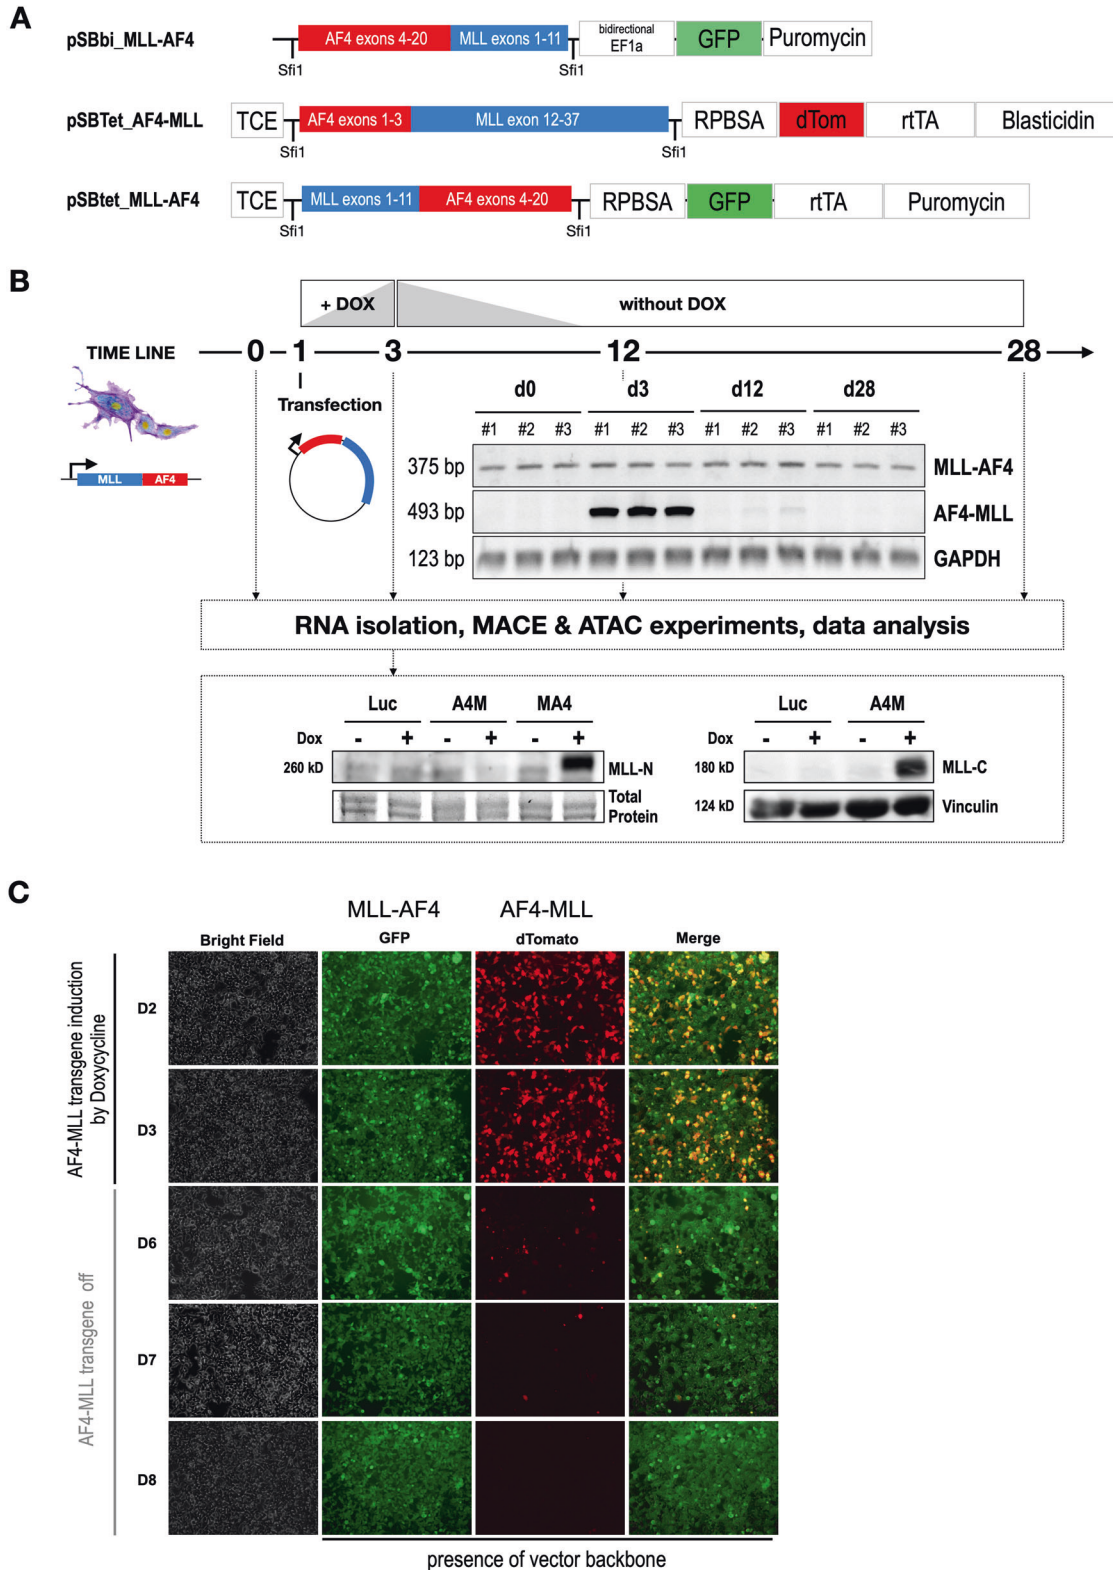 A
pSBbi_MLL-AF4
AF4 exons 4-20
MLL exons 1-11
bidirectional
EF1a
GFP
Puromycin
Sfi1
Sfi1
pSBTet_AF4-MLL
TCE
AF4 exons 1-3
MLL exon 12-37
RPBSA
dTom
rtTA
Blasticidin
Sfi1
Sfi1
pSBtet_MLL-AF4
TCE
MLL exons 1-11
AF4 exons 4-20
RPBSA
GFP
rtTA
Puromycin
Sfi1
Sfi1
B
+ DOX
without DOX
TIME LINE
0
1
3
12
28
Transfection
MLL
AF4
d0
d3
d12
d28
#1 #2 #3 #1 #2 #3 #1 #2 #3 #1 #2 #3
375 bp
MLL-AF4
493 bp
AF4-MLL
123 bp
GAPDH
RNA isolation, MACE & ATAC experiments, data analysis
Luc
A4M
MA4
Dox - + - + - +
260 kD
MLL-N
Total
Protein
Luc
A4M
Dox - + - +
180 kD
MLL-C
124 kD
Vinculin
C
MLL-AF4
AF4-MLL
Bright Field
GFP
dTomato
Merge
AF4-MLL transgene induction
by Doxycycline
D2
D3
AF4-MLL transgene off
D6
D7
D8
presence of vector backbone